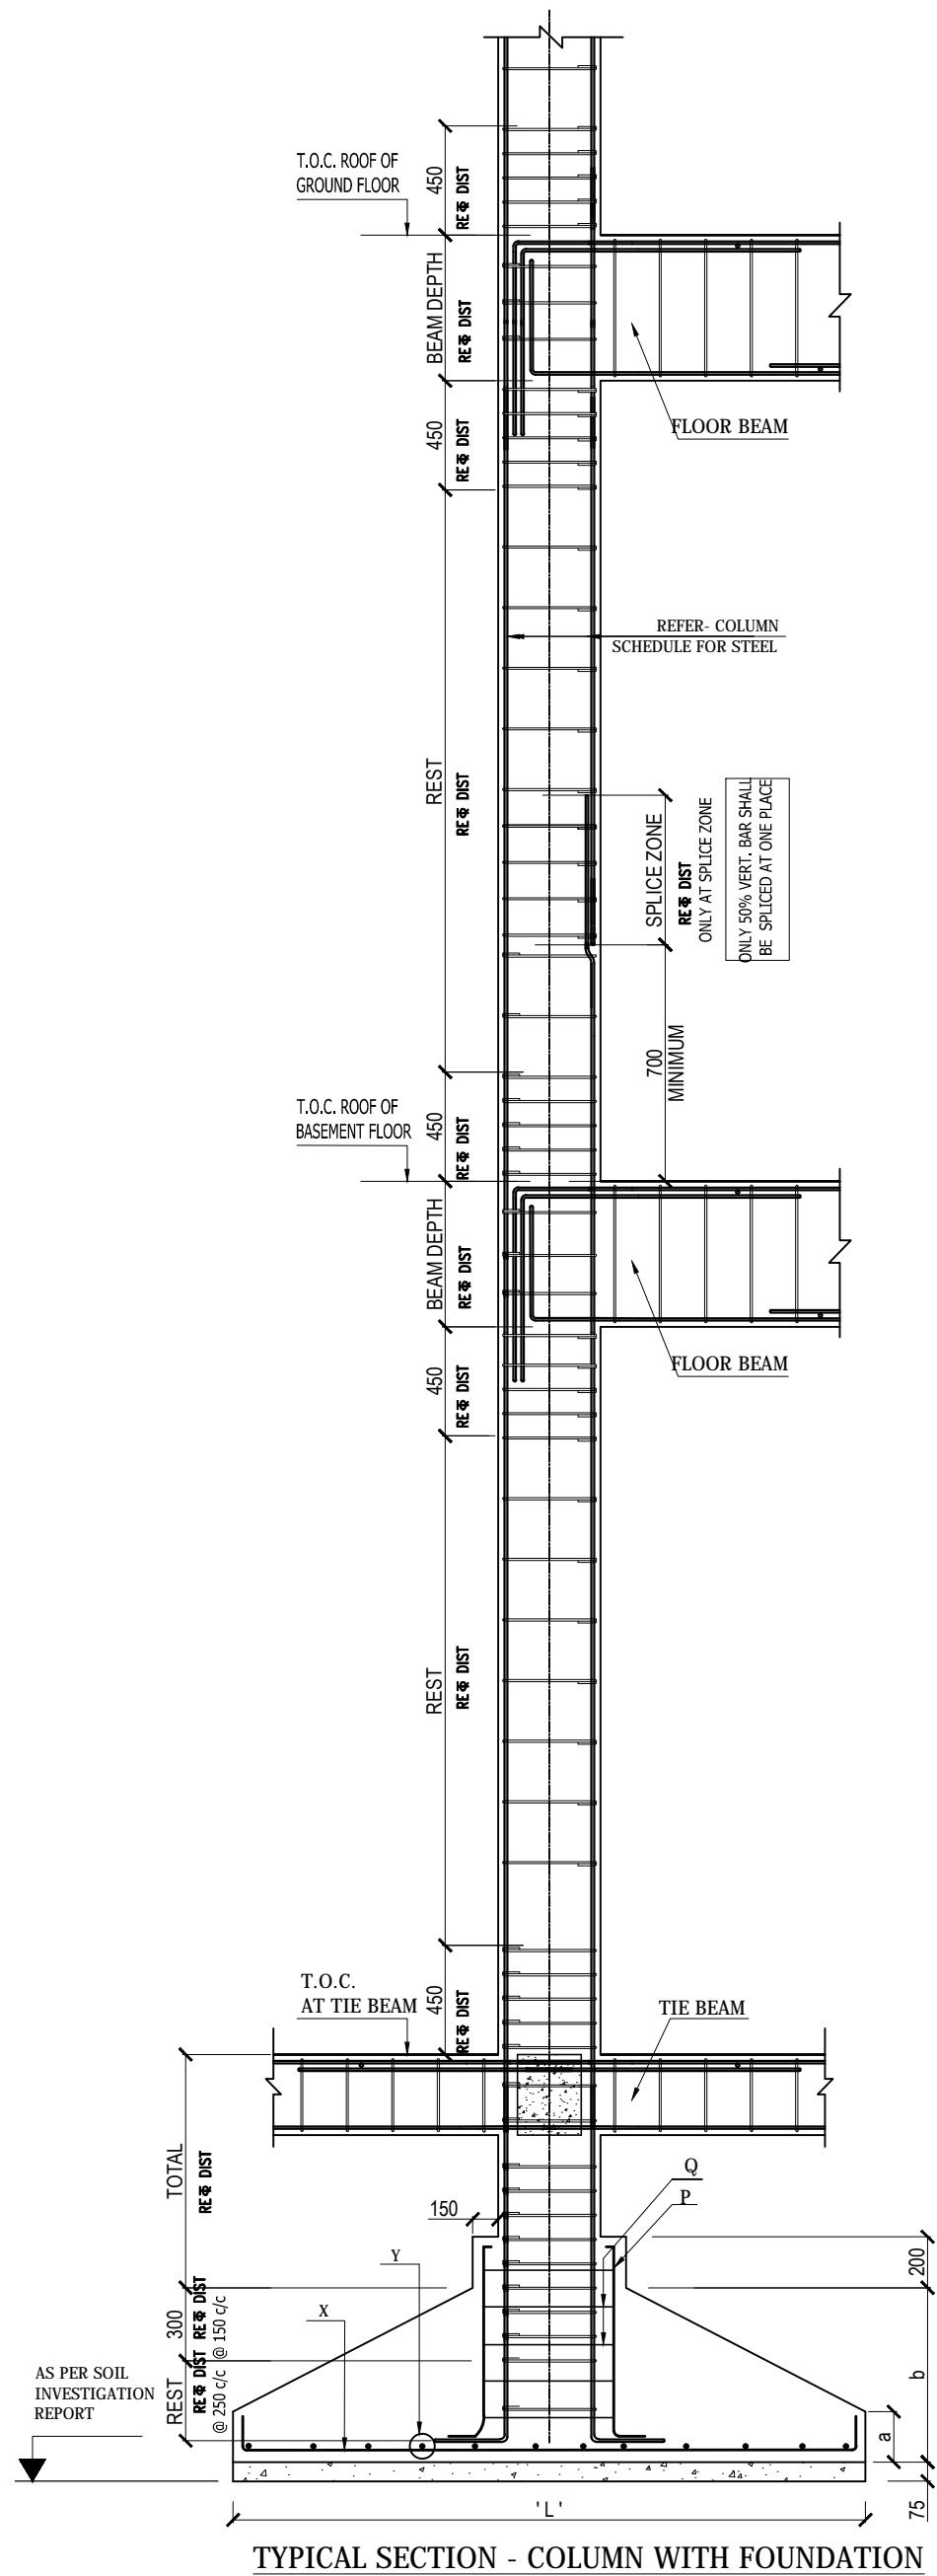 T.O.C. ROOF OF
GROUND FLOOR
450
REΦ DIST
BEAM DEPTH
REΦ DIST
450
REΦ DIST
FLOOR BEAM
REFER- COLUMN
SCHEDULE FOR STEEL
REST
REΦ DIST
SPLICE ZONE
REΦ DIST
ONLY AT SPLICE ZONE
ONLY 50% VERT. BAR SHALL
BE SPLICED AT ONE PLACE
700
MINIMUM
T.O.C. ROOF OF
BASEMENT FLOOR
450
REΦ DIST
BEAM DEPTH
REΦ DIST
450
REΦ DIST
FLOOR BEAM
REST
REΦ DIST
T.O.C.
AT TIE BEAM
450
REΦ DIST
TIE BEAM
TOTAL
REΦ DIST
Q
P
150
Y
X
200
300
REΦ DIST
@ 150 c/c
REST
REΦ DIST
@ 250 c/c
b
a
75
AS PER SOIL
INVESTIGATION
REPORT
'L'
TYPICAL SECTION - COLUMN WITH FOUNDATION